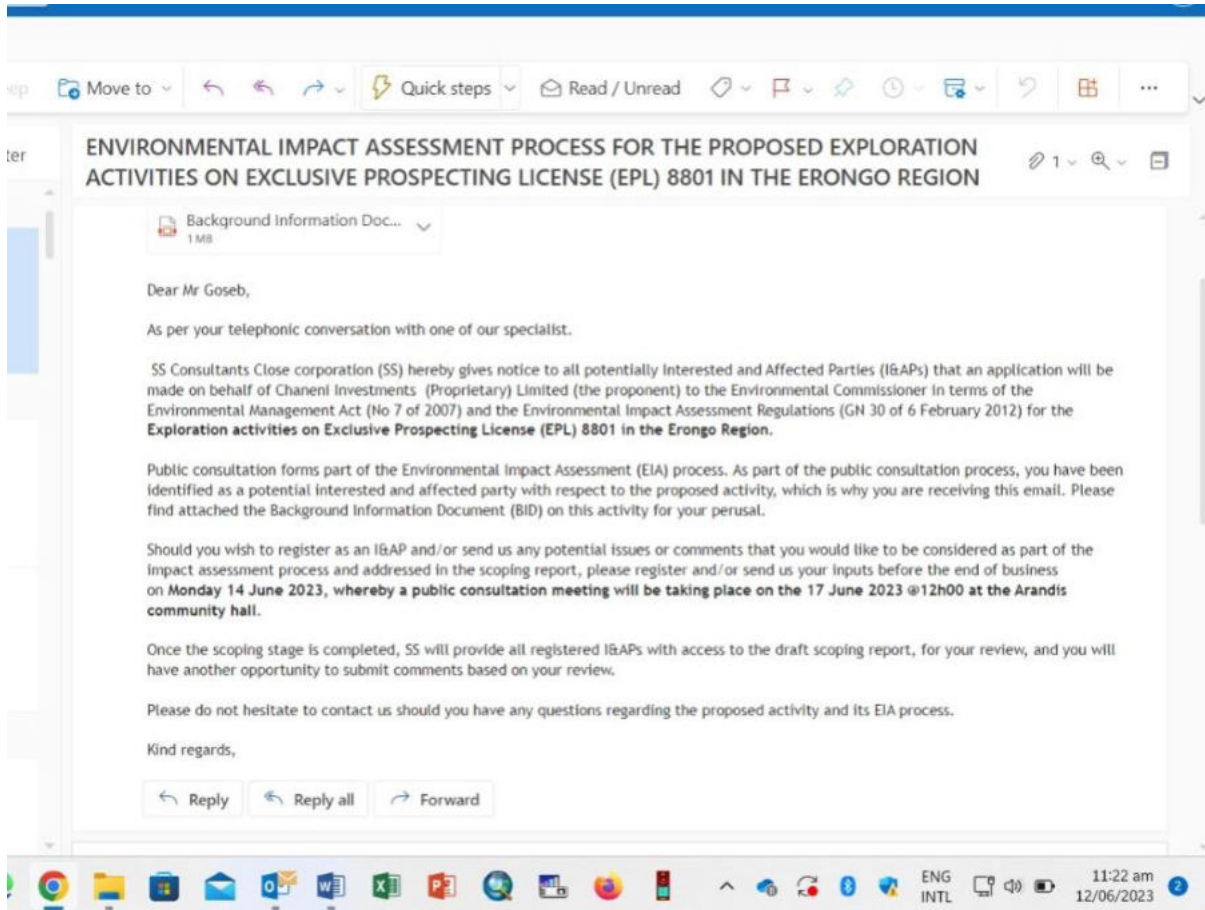 Move to
Quick steps
Read / Unread
ENVIRONMENTAL IMPACT ASSESSMENT PROCESS FOR THE PROPOSED EXPLORATION
ACTIVITIES ON EXCLUSIVE PROSPECTING LICENSE (EPL) 8801 IN THE ERONGO REGION
1
Background Information Doc...
1 MB
Dear Mr Goseb,
As per your telephonic conversation with one of our specialist.
SS Consultants Close corporation (SS) hereby gives notice to all potentially Interested and Affected Parties (I&APs) that an application will be
made on behalf of Chaneni Investments (Proprietary) Limited (the proponent) to the Environmental Commissioner in terms of the
Environmental Management Act (No 7 of 2007) and the Environmental Impact Assessment Regulations (GN 30 of 6 February 2012) for the
Exploration activities on Exclusive Prospecting License (EPL) 8801 in the Erongo Region.
Public consultation forms part of the Environmental Impact Assessment (EIA) process. As part of the public consultation process, you have been
identified as a potential interested and affected party with respect to the proposed activity, which is why you are receiving this email. Please
find attached the Background Information Document (BID) on this activity for your perusal.
Should you wish to register as an I&AP and/or send us any potential issues or comments that you would like to be considered as part of the
impact assessment process and addressed in the scoping report, please register and/or send us your inputs before the end of business
on Monday 14 June 2023, whereby a public consultation meeting will be taking place on the 17 June 2023 @12h00 at the Arandis
community hall.
Once the scoping stage is completed, SS will provide all registered I&APs with access to the draft scoping report, for your review, and you will
have another opportunity to submit comments based on your review.
Please do not hesitate to contact us should you have any questions regarding the proposed activity and its EIA process.
Kind regards,
Reply
Reply all
Forward
ENG
INTL
11:22 am
12/06/2023
2